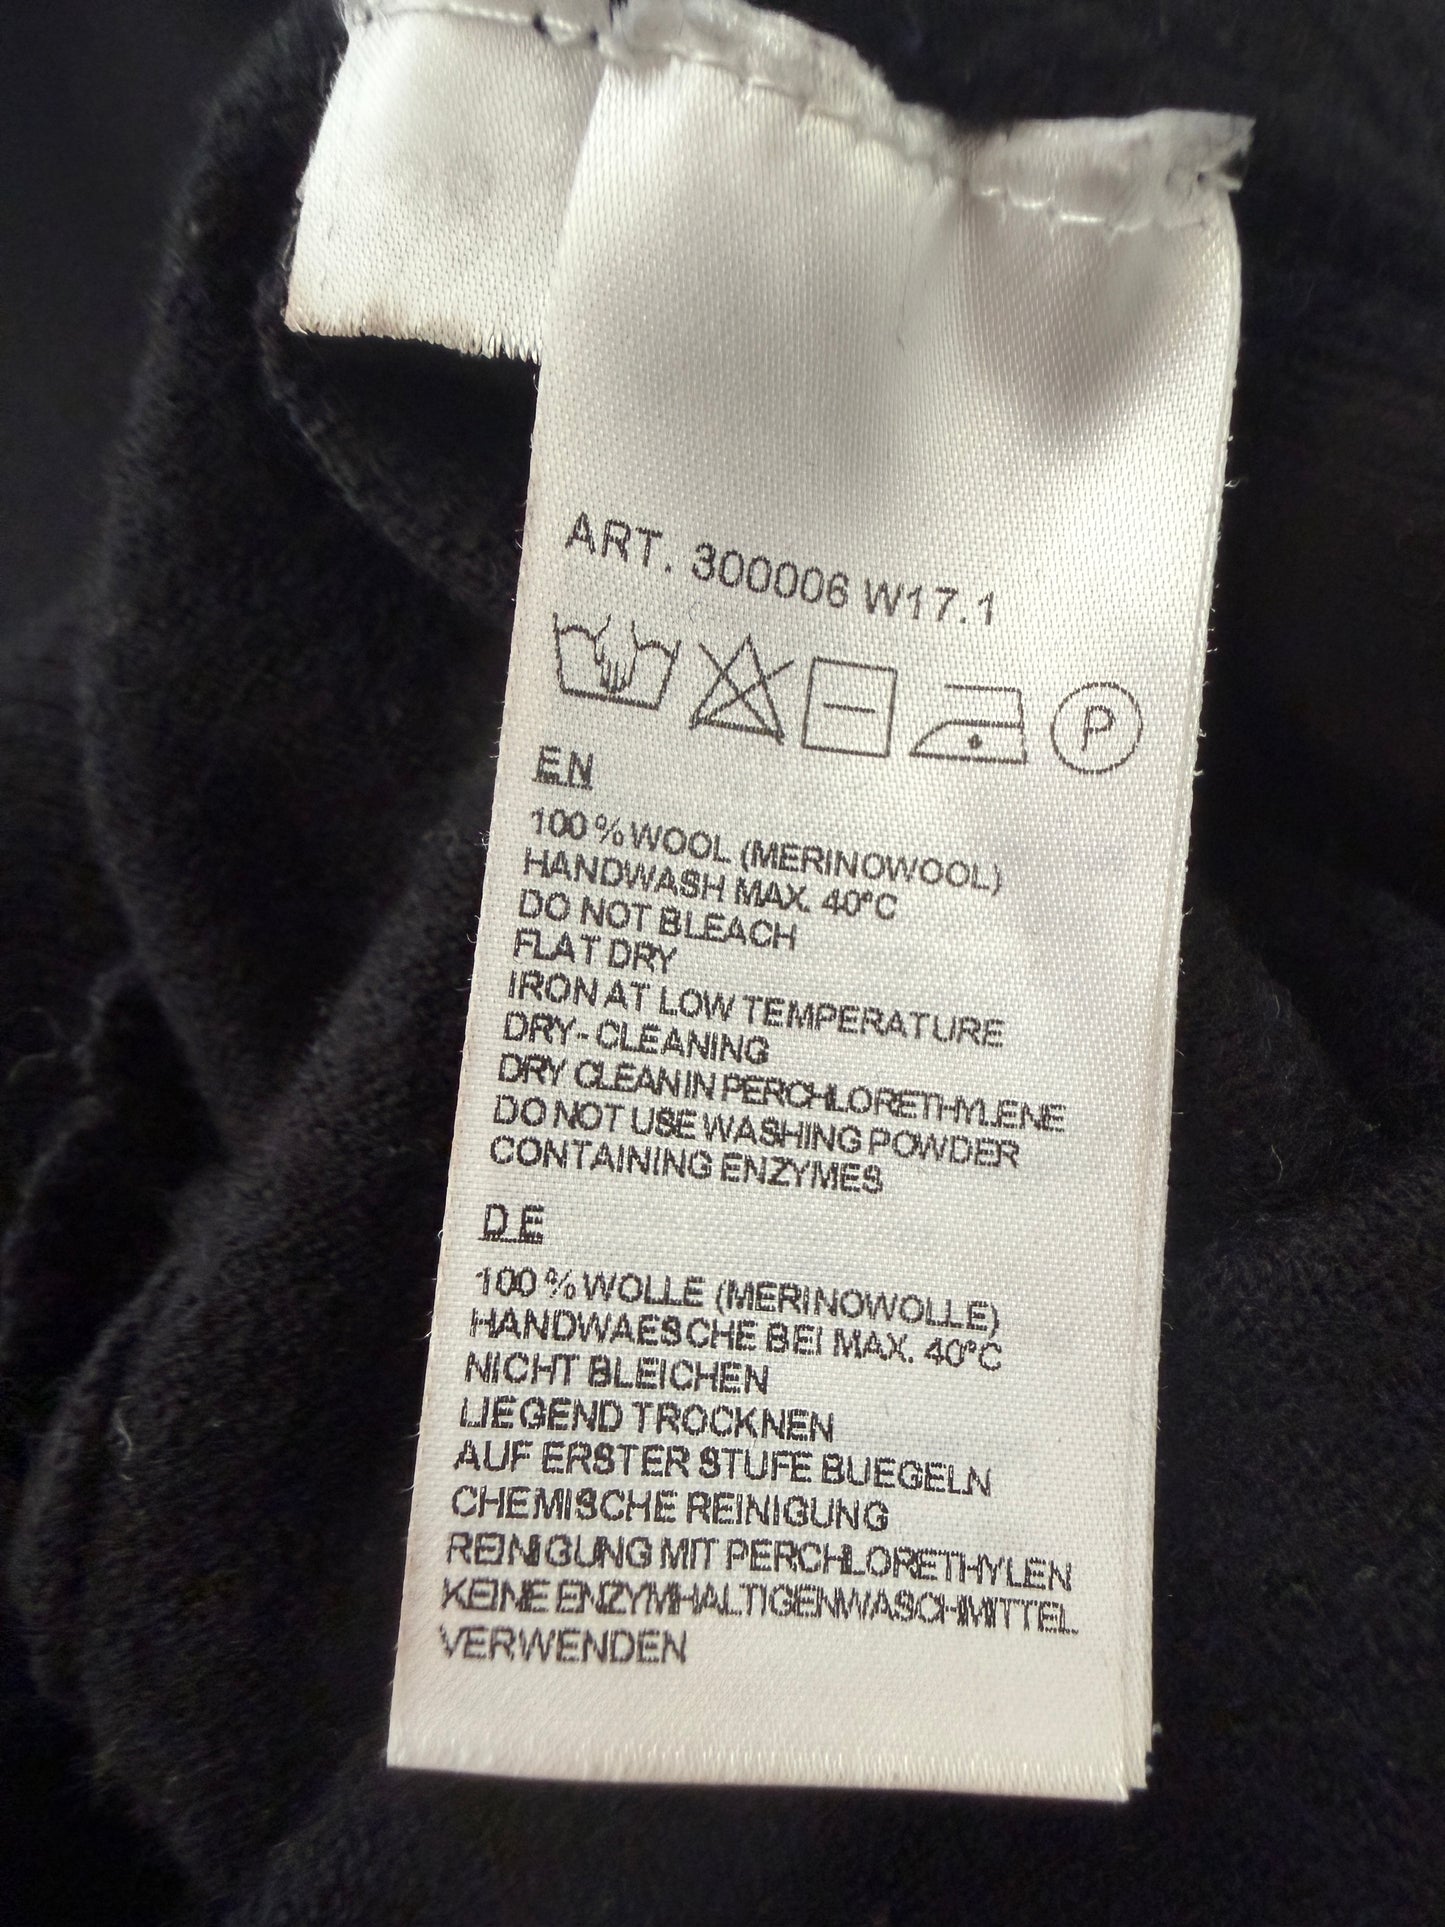 ART. 300006 W17.1
P
EN
100 % WOOL (MERINOWOOL)
HANDWASH MAX. 40°C
DO NOT BLEACH
FLAT DRY
IRON AT LOW TEMPERATURE
DRY-CLEANING
DRY CLEAN IN PERCHLORETHYLENE
DO NOT USE WASHING POWDER
CONTAINING ENZYMES
DE
100 % WOLLE (MERINOWOLLE)
HANDWAESCHE BEI MAX. 40°C
NICHT BLEICHEN
LIEGEND TROCKNEN
AUF ERSTER STUFE BUEGELN
CHEMISCHE REINIGUNG
REINIGUNG MIT PERCHLORETHYLEN
KEINE ENZYMHALTIGEN WASCHMITTEL
VERWENDEN